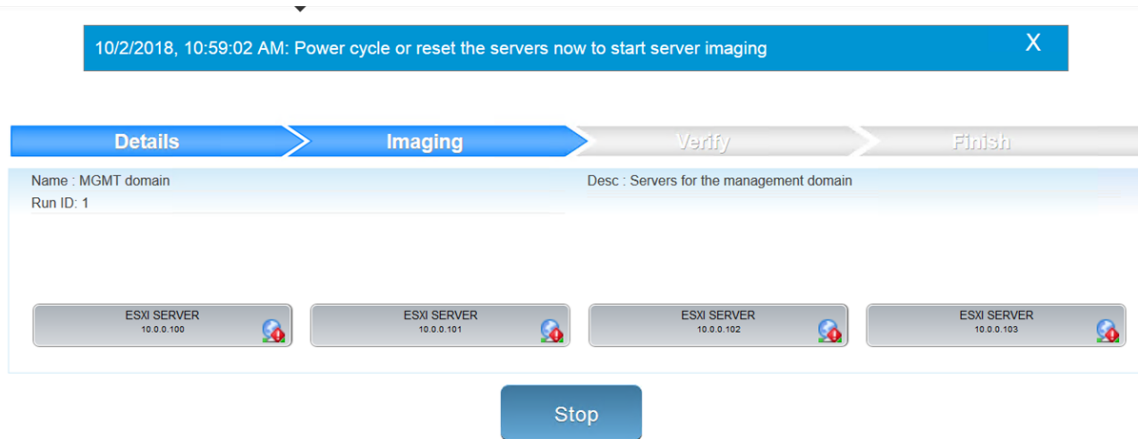 10/2/2018, 10:59:02 AM: Power cycle or reset the servers now to start server imaging X
Details Imaging Verify Finish
Name : MGMT domain Desc : Servers for the management domain
Run ID: 1
ESXI SERVER ESXI SERVER ESXI SERVER ESXI SERVER
10.0.0.100 10.0.0.101 10.0.0.102 10.0.0.103
Stop